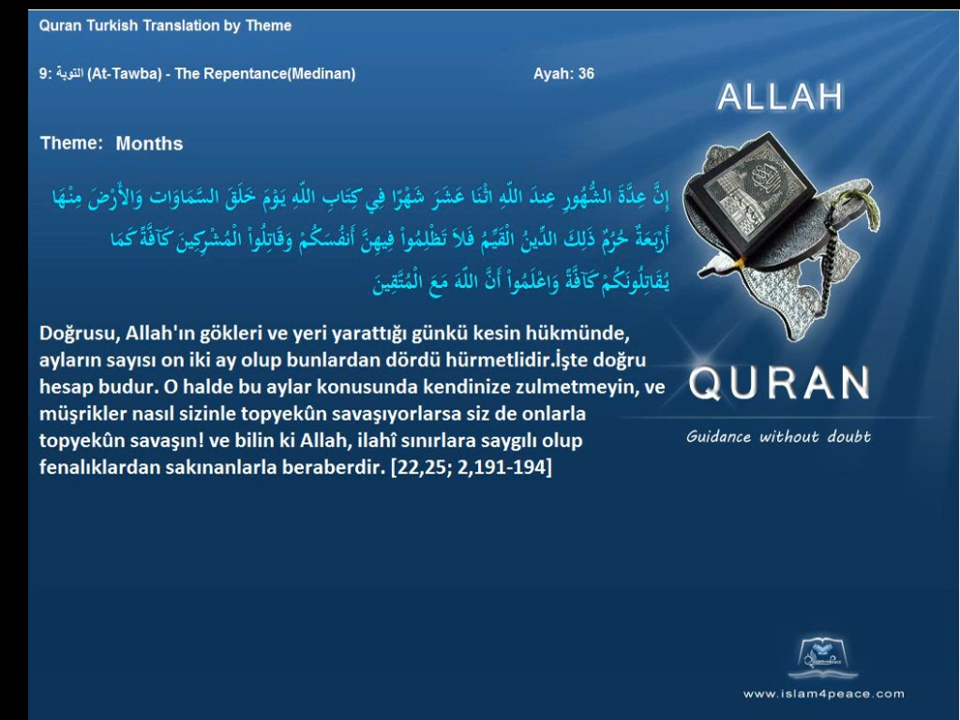 Quran Turkish Translation by Theme
9: التوبة (At-Tawba) - The Repentance(Medinan) Ayah: 36
Theme: Months
إِنَّ عِدَّةَ الشُّهُورِ عِندَ اللّهِ اثْنَا عَشَرَ شَهْرًا فِي كِتَابِ اللّهِ يَوْمَ خَلَقَ السَّمَاوَات وَالأَرْضَ مِنْهَا
أَرْبَعَةٌ حُرُمٌ ذَلِكَ الدِّينُ الْقَيِّمُ فَلاَ تَظْلِمُواْ فِيهِنَّ أَنفُسَكُمْ وَقَاتِلُواْ الْمُشْرِكِينَ كَآفَّةً كَمَا
يُقَاتِلُونَكُمْ كَآفَّةً وَاعْلَمُواْ أَنَّ اللّهَ مَعَ الْمُتَّقِينَ
Doğrusu, Allah'ın gökleri ve yeri yarattığı günkü kesin hükmünde,
ayların sayısı on iki ay olup bunlardan dördü hürmetlidir.İşte doğru
hesap budur. O halde bu aylar konusunda kendinize zulmetmeyin, ve
müşrikler nasıl sizinle topyekûn savaşıyorlarsa siz de onlarla
topyekûn savaşın! ve bilin ki Allah, ilahî sınırlara saygılı olup
fenalıklardan sakınanlarla beraberdir. [22,25; 2,191-194]
ALLAH
QURAN
Guidance without doubt
www.islam4peace.com